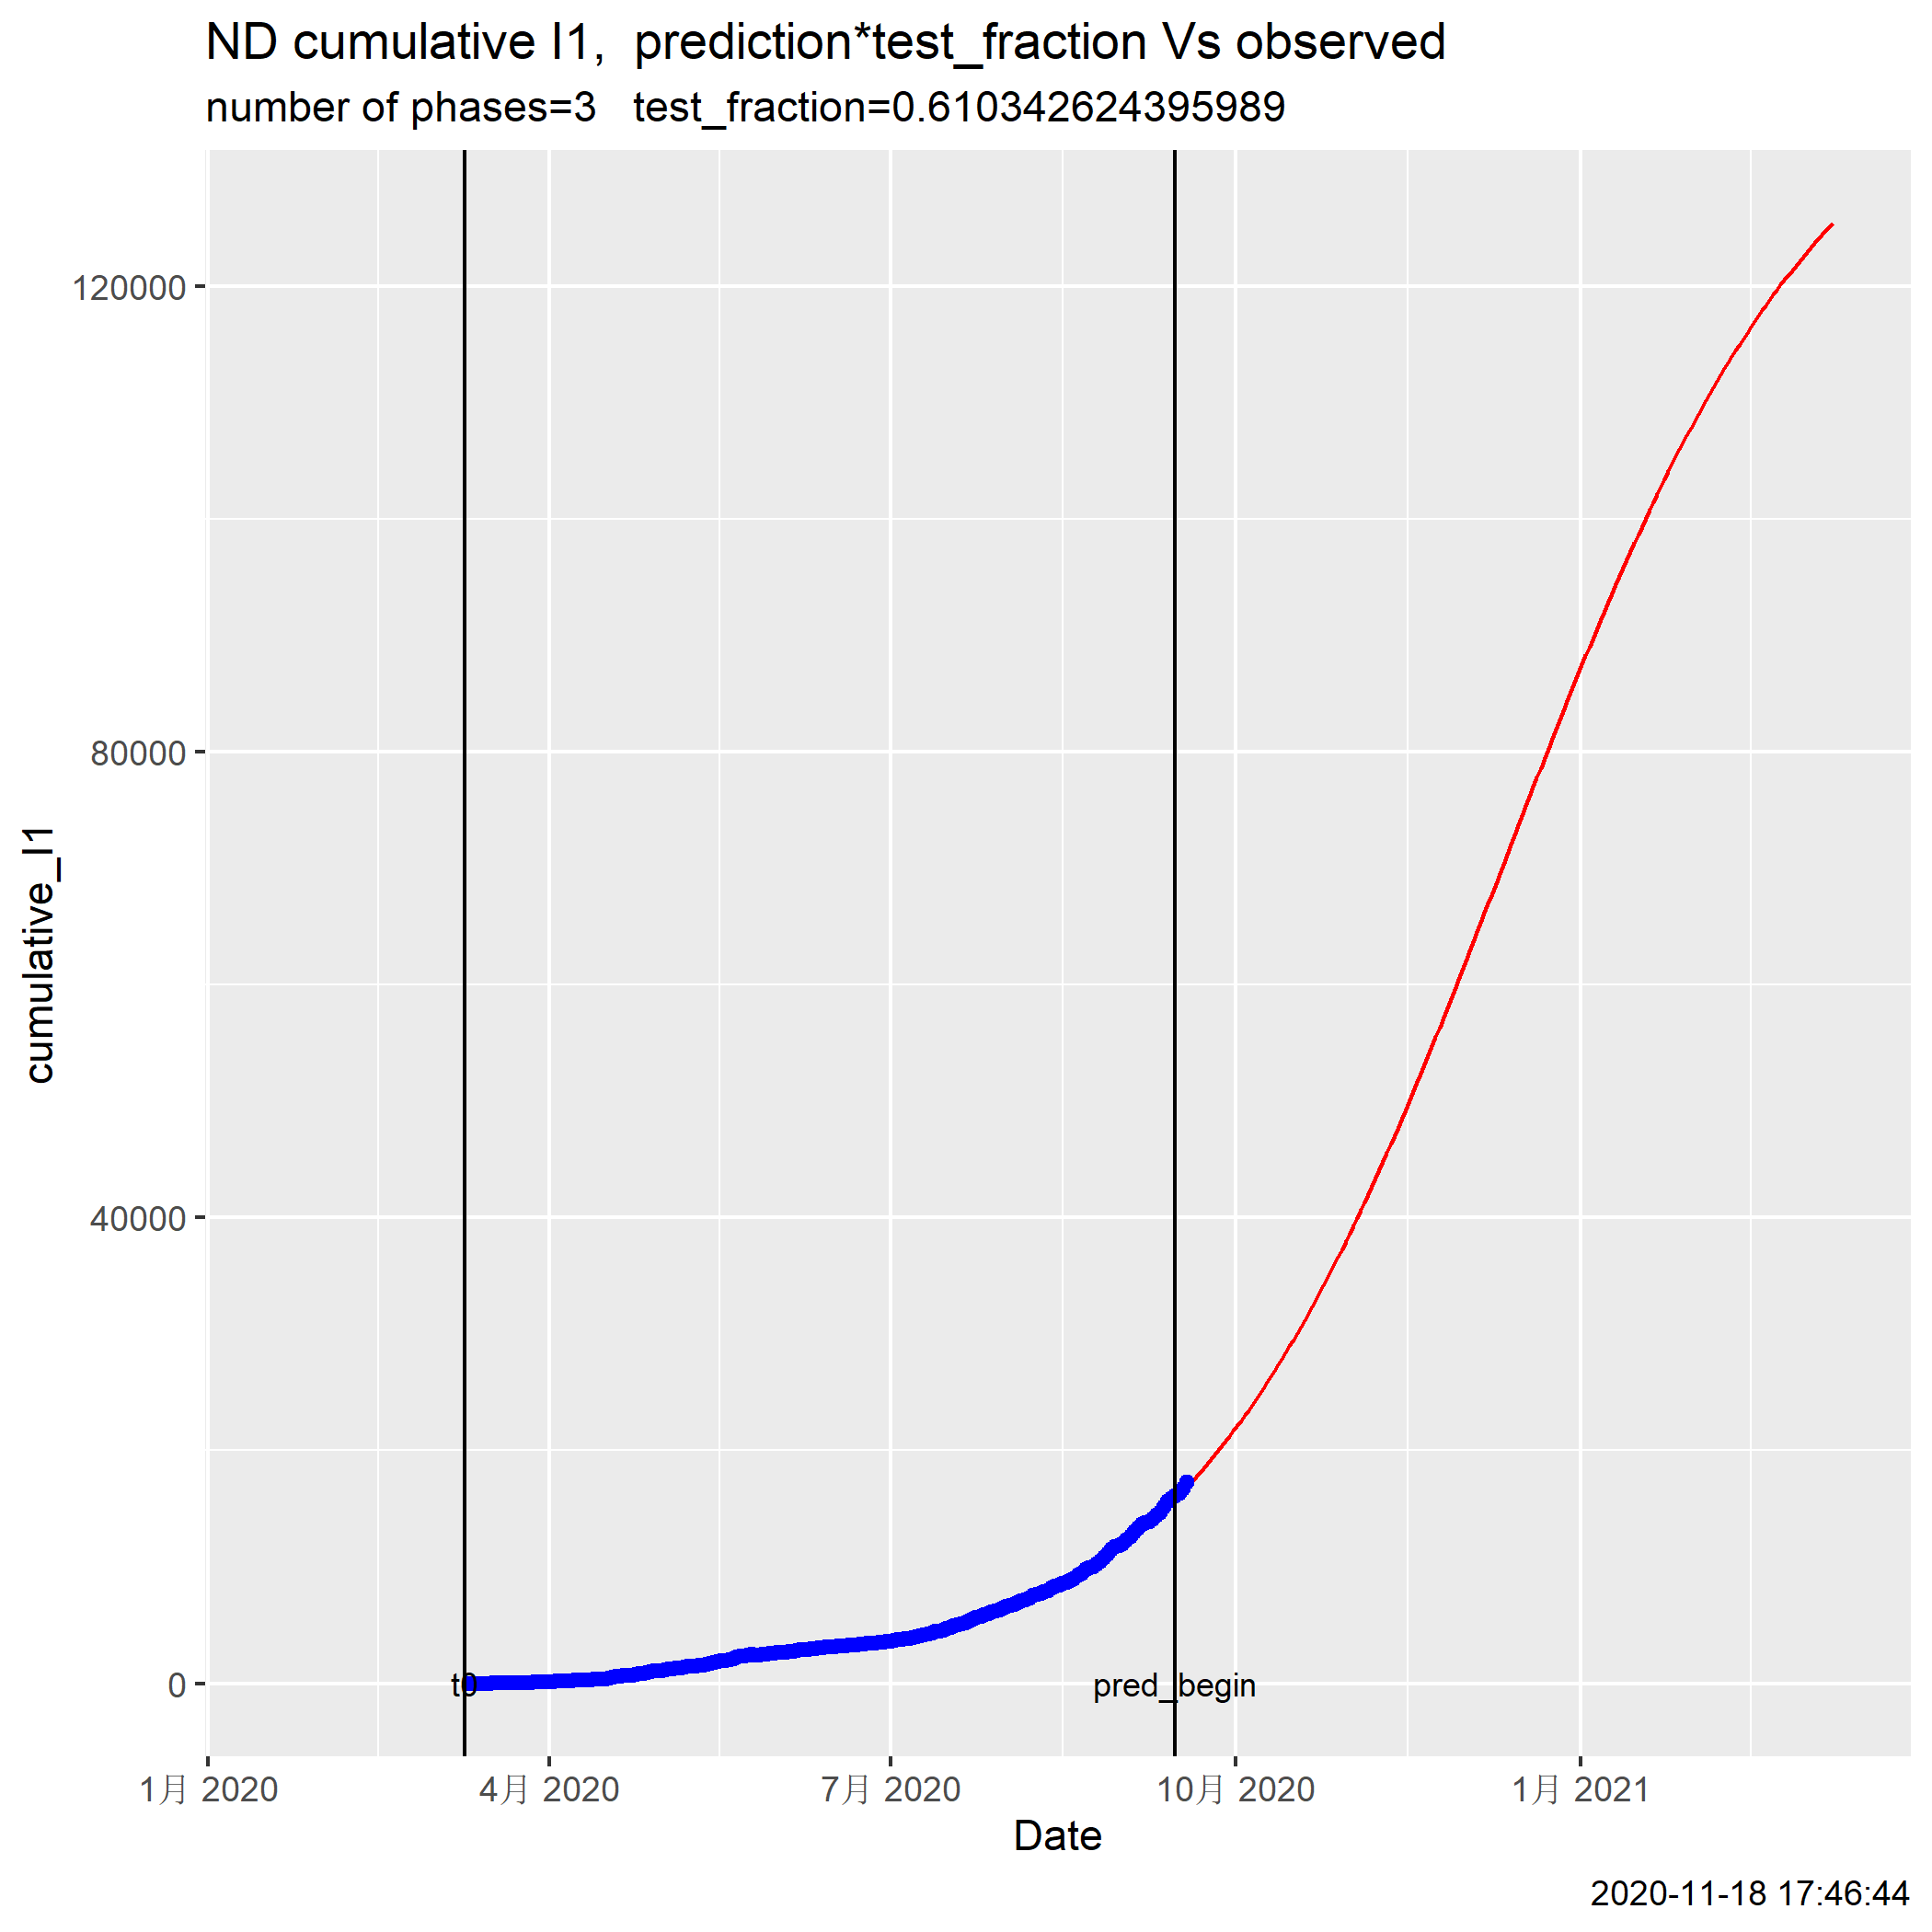 ND cumulative I1,  prediction*test_fraction Vs observed
number of phases=3   test_fraction=0.610342624395989
cumulative_I1
120000
80000
40000
0
t0
pred_begin
1月 2020
4月 2020
7月 2020
10月 2020
1月 2021
Date
2020-11-18 17:46:44